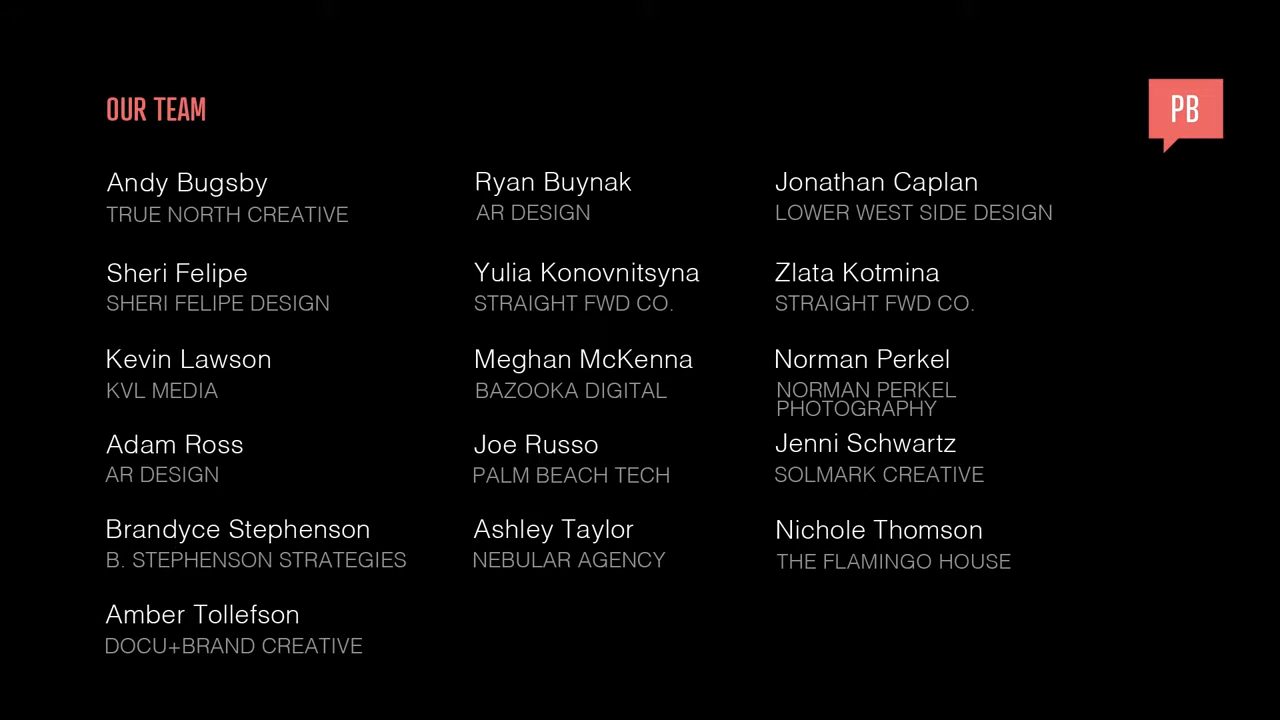 OUR TEAM
PB
Andy Bugsby
TRUE NORTH CREATIVE
Ryan Buynak
AR DESIGN
Jonathan Caplan
LOWER WEST SIDE DESIGN
Sheri Felipe
SHERI FELIPE DESIGN
Yulia Konovnitsyna
STRAIGHT FWD CO.
Zlata Kotmina
STRAIGHT FWD CO.
Kevin Lawson
KVL MEDIA
Meghan McKenna
BAZOOKA DIGITAL
Norman Perkel
NORMAN PERKEL
PHOTOGRAPHY
Adam Ross
AR DESIGN
Joe Russo
PALM BEACH TECH
Jenni Schwartz
SOLMARK CREATIVE
Brandyce Stephenson
B. STEPHENSON STRATEGIES
Ashley Taylor
NEBULAR AGENCY
Nichole Thomson
THE FLAMINGO HOUSE
Amber Tollefson
DOCU+BRAND CREATIVE